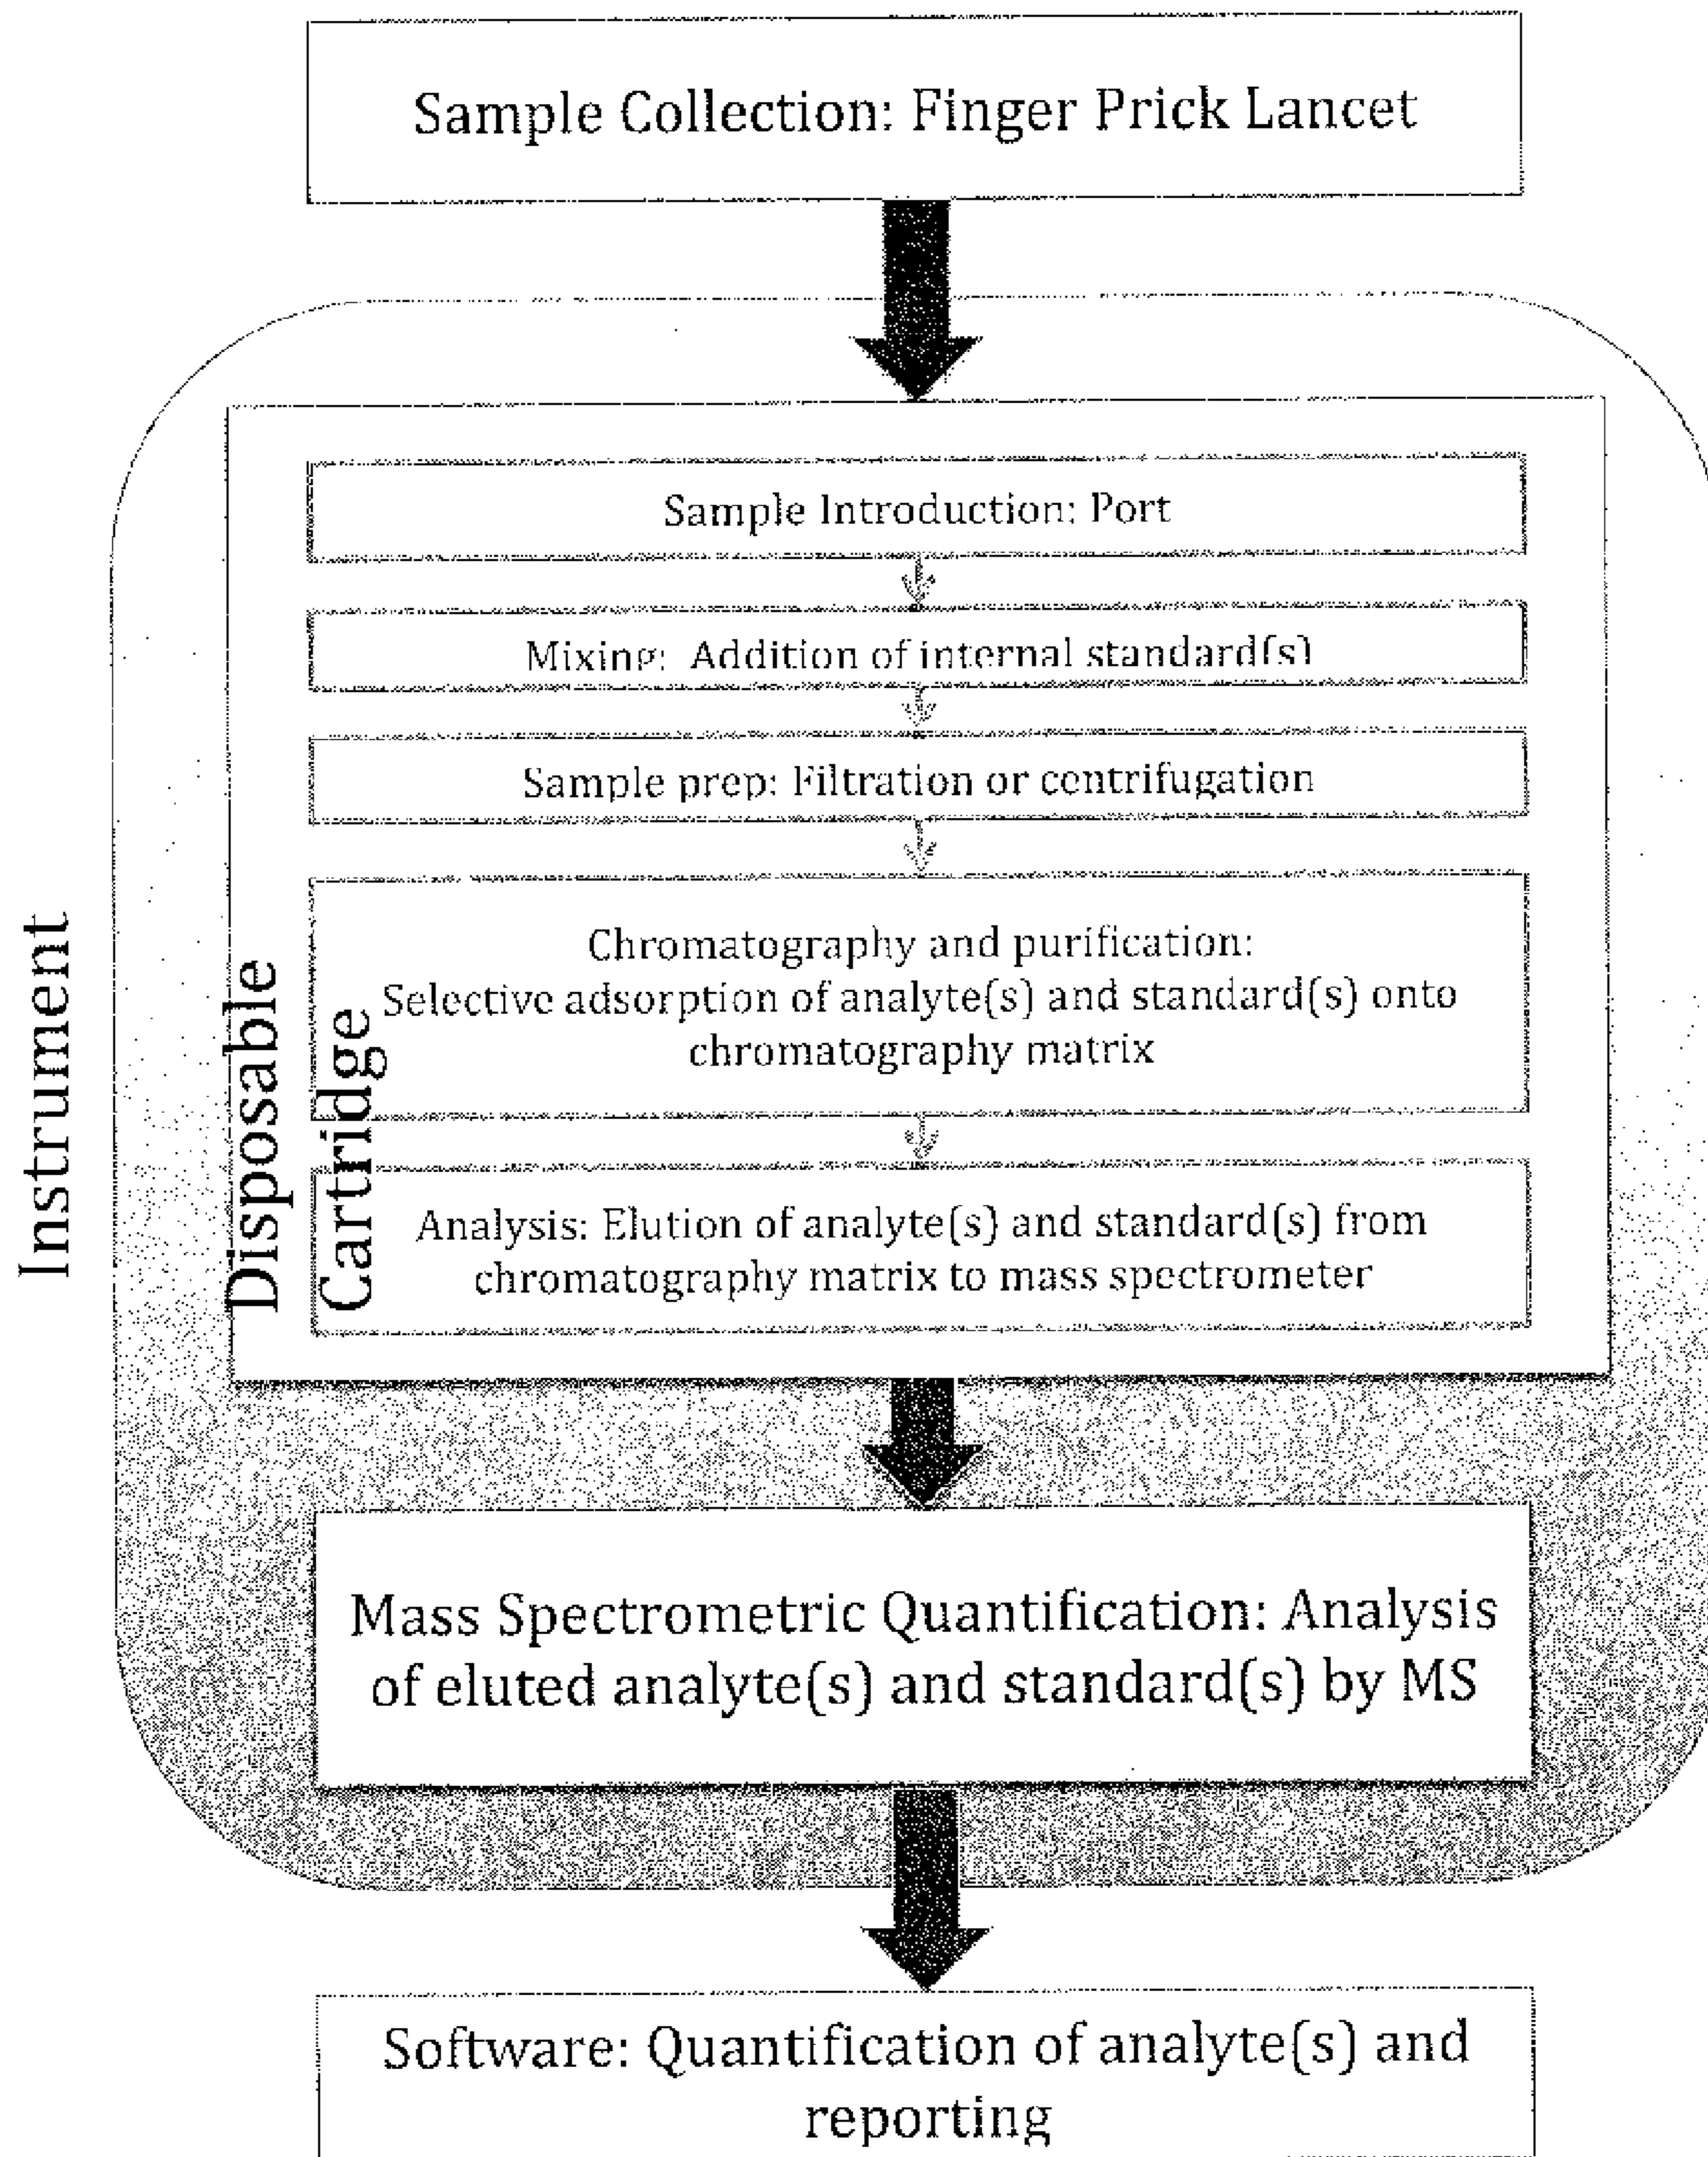 Sample Collection: Finger Prick Lancet
Sample Introduction: Port
Mixing: Addition of internal standard(s)
Sample prep: Filtration or centrifugation
Chromatography and purification:
Selective adsorption of analyte(s) and standard(s) onto
chromatography matrix
Analysis: Elution of analyte(s) and standard(s) from
chromatography matrix to mass spectrometer
Instrument
Disposable
Cartridge
Mass Spectrometric Quantification: Analysis
of eluted analyte(s) and standard(s) by MS
Software: Quantification of analyte(s) and
reporting